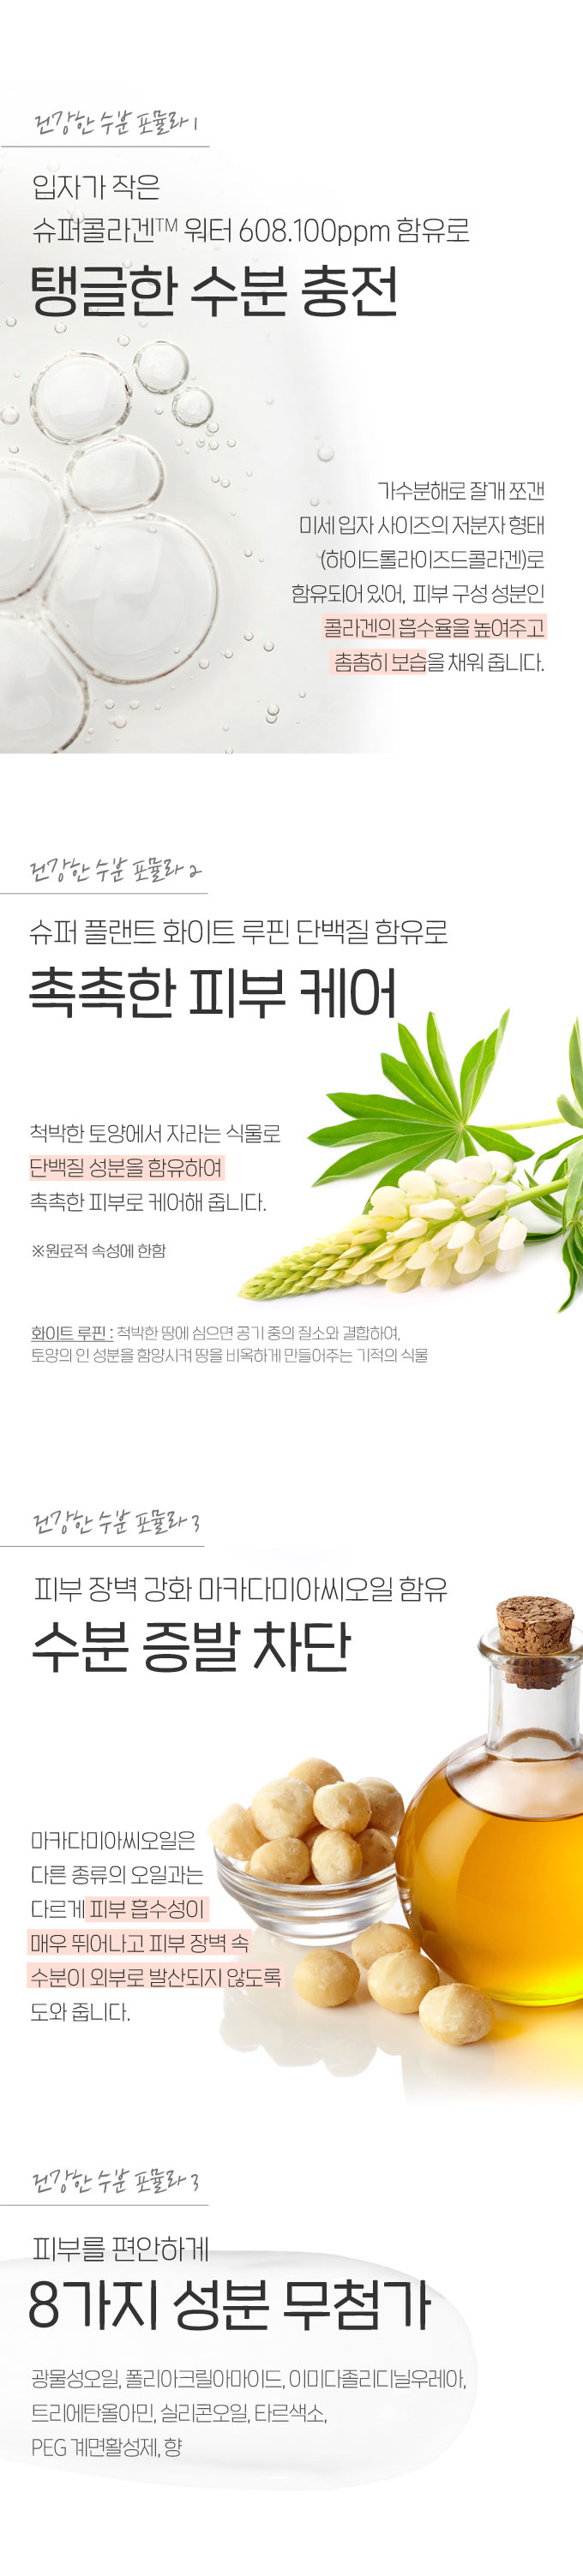 건강한 수분 포뮬라 1
입자가 작은
슈퍼콜라겐TM 워터 608.100ppm 함유로
탱글한 수분 충전
가수분해로 잘개 쪼갠
미세 입자 사이즈의 저분자 형태
(하이드롤라이즈드콜라겐)로
함유되어 있어, 피부 구성 성분인
콜라겐의 흡수율을 높여주고
촘촘히 보습을 채워 줍니다.
건강한 수분 포뮬라 2
슈퍼 플랜트 화이트 루핀 단백질 함유로
촉촉한 피부 케어
척박한 토양에서 자라는 식물로
단백질 성분을 함유하여
촉촉한 피부로 케어해 줍니다.
※원료적 속성에 한함
화이트 루핀 : 척박한 땅에 심으면 공기 중의 질소와 결합하여,
토양의 인 성분을 함양시켜 땅을 비옥하게 만들어주는 기적의 식물
건강한 수분 포뮬라 3
피부 장벽 강화 마카다미아씨오일 함유
수분 증발 차단
마카다미아씨오일은
다른 종류의 오일과는
다르게 피부 흡수성이
매우 뛰어나고 피부 장벽 속
수분이 외부로 발산되지 않도록
도와 줍니다.
건강한 수분 포뮬라 3
피부를 편안하게
8가지 성분 무첨가
광물성오일, 폴리아크릴아마이드, 이미다졸리디닐우레아,
트리에탄올아민, 실리콘오일, 타르색소,
PEG 계면활성제, 향